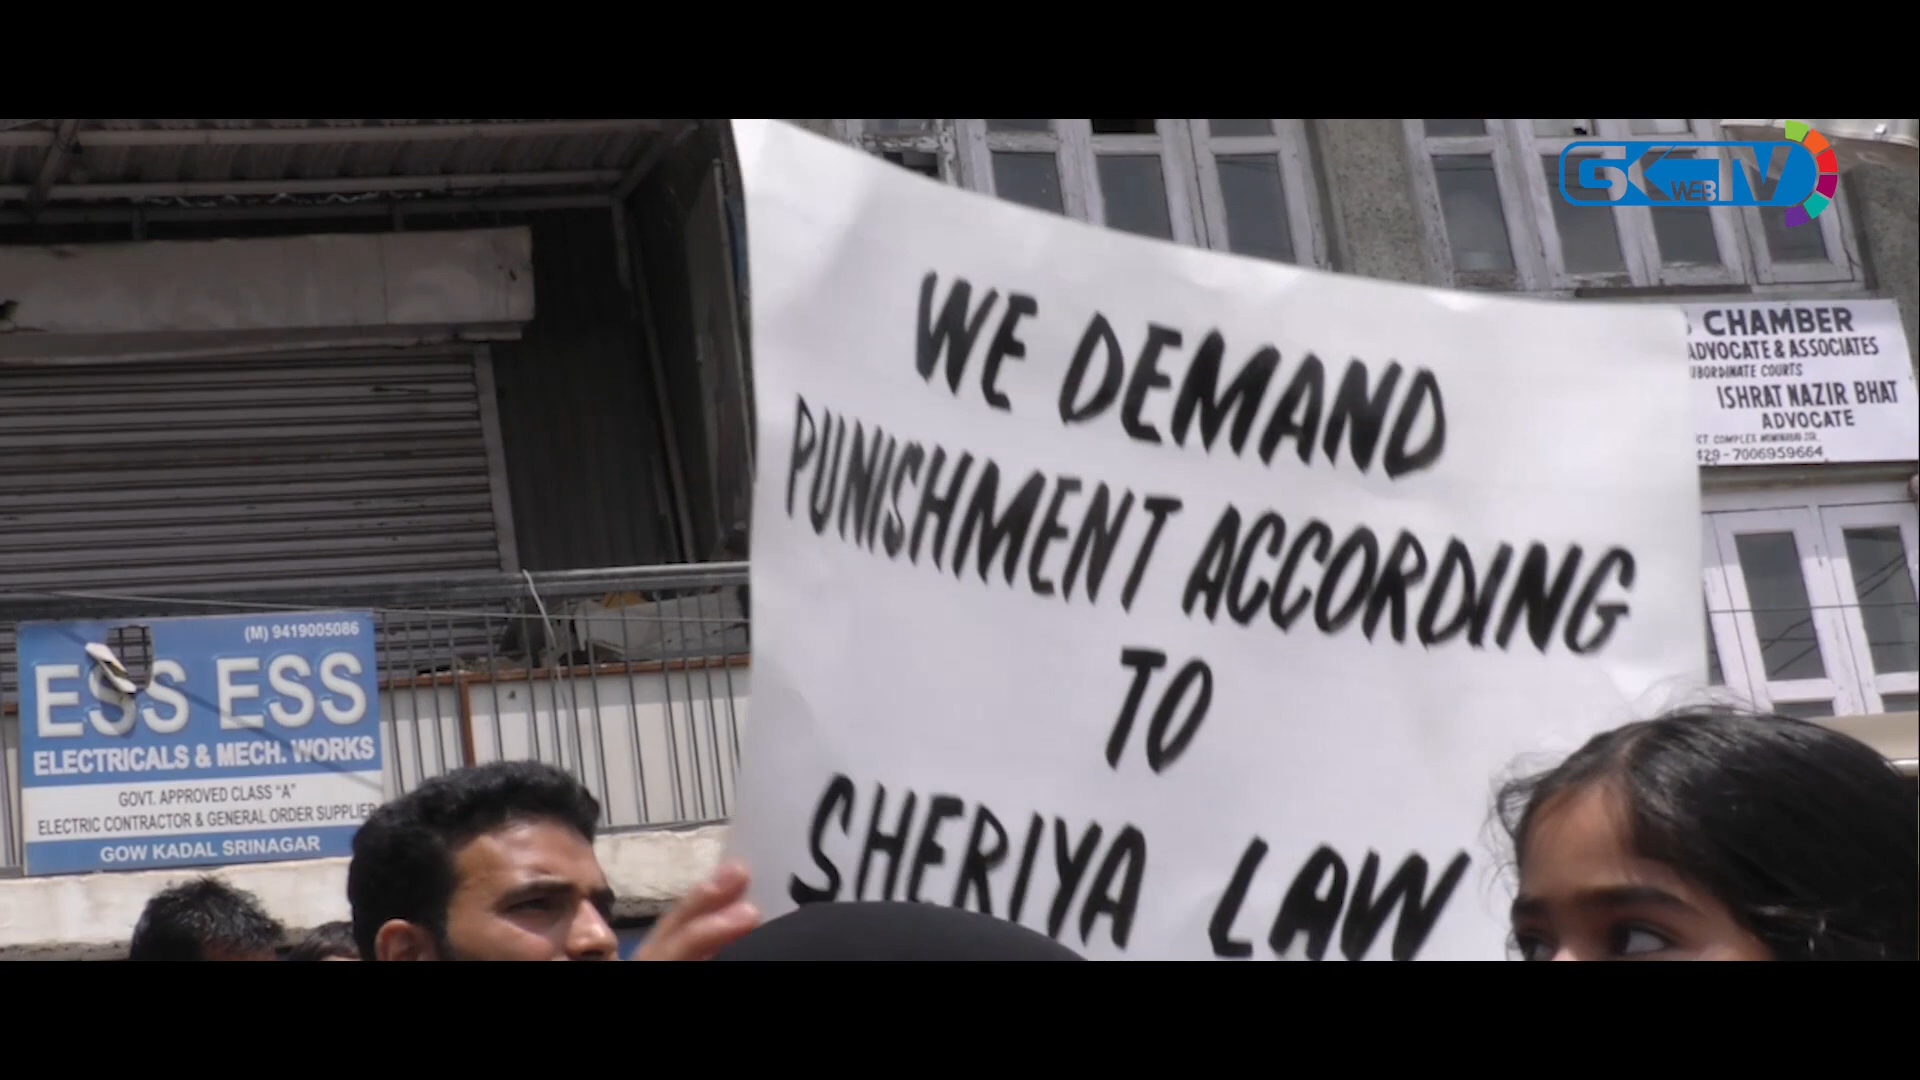 GK WEB TV
WE DEMAND
PUNISHMENT ACCORDING
TO
SHERIYA LAW
CHAMBER
ADVOCATE & ASSOCIATES
ISHRAT NAZIR BHAT
ADVOCATE
429-7006959664
(M) 9419005086
ESS ESS
ELECTRICALS & MECH. WORKS
GOVT. APPROVED CLASS "A"
ELECTRIC CONTRACTOR & GENERAL ORDER SUPPLIER
GOW KADAL SRINAGAR